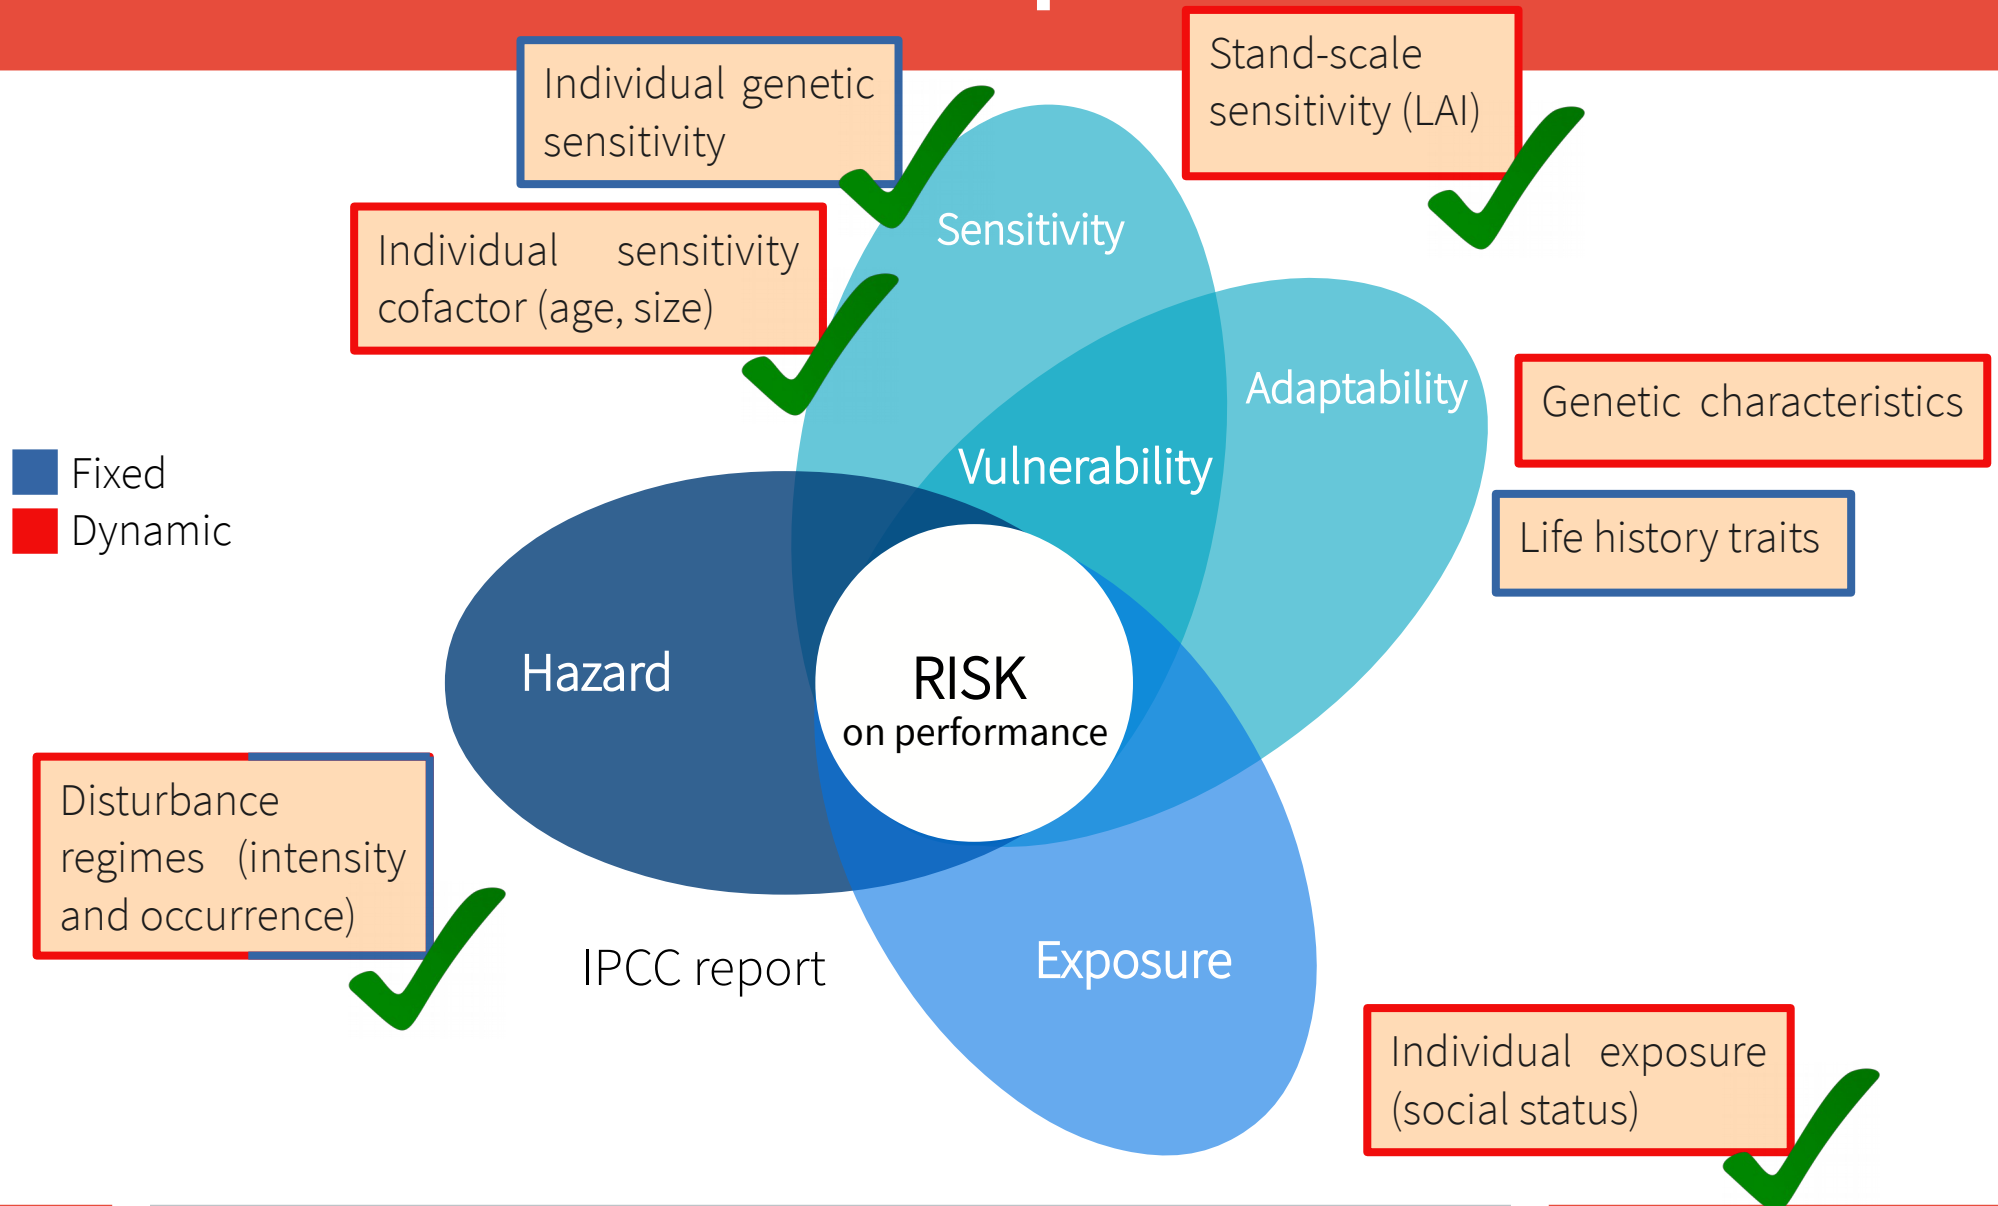 Individual genetic
sensitivity
Stand-scale
sensitivity (LAI)
Individual sensitivity
cofactor (age, size)
Sensitivity
Adaptability
Genetic characteristics
Vulnerability
Fixed
Dynamic
Life history traits
Hazard
RISK
on performance
Disturbance
regimes (intensity
and occurrence)
IPCC report
Exposure
Individual exposure
(social status)